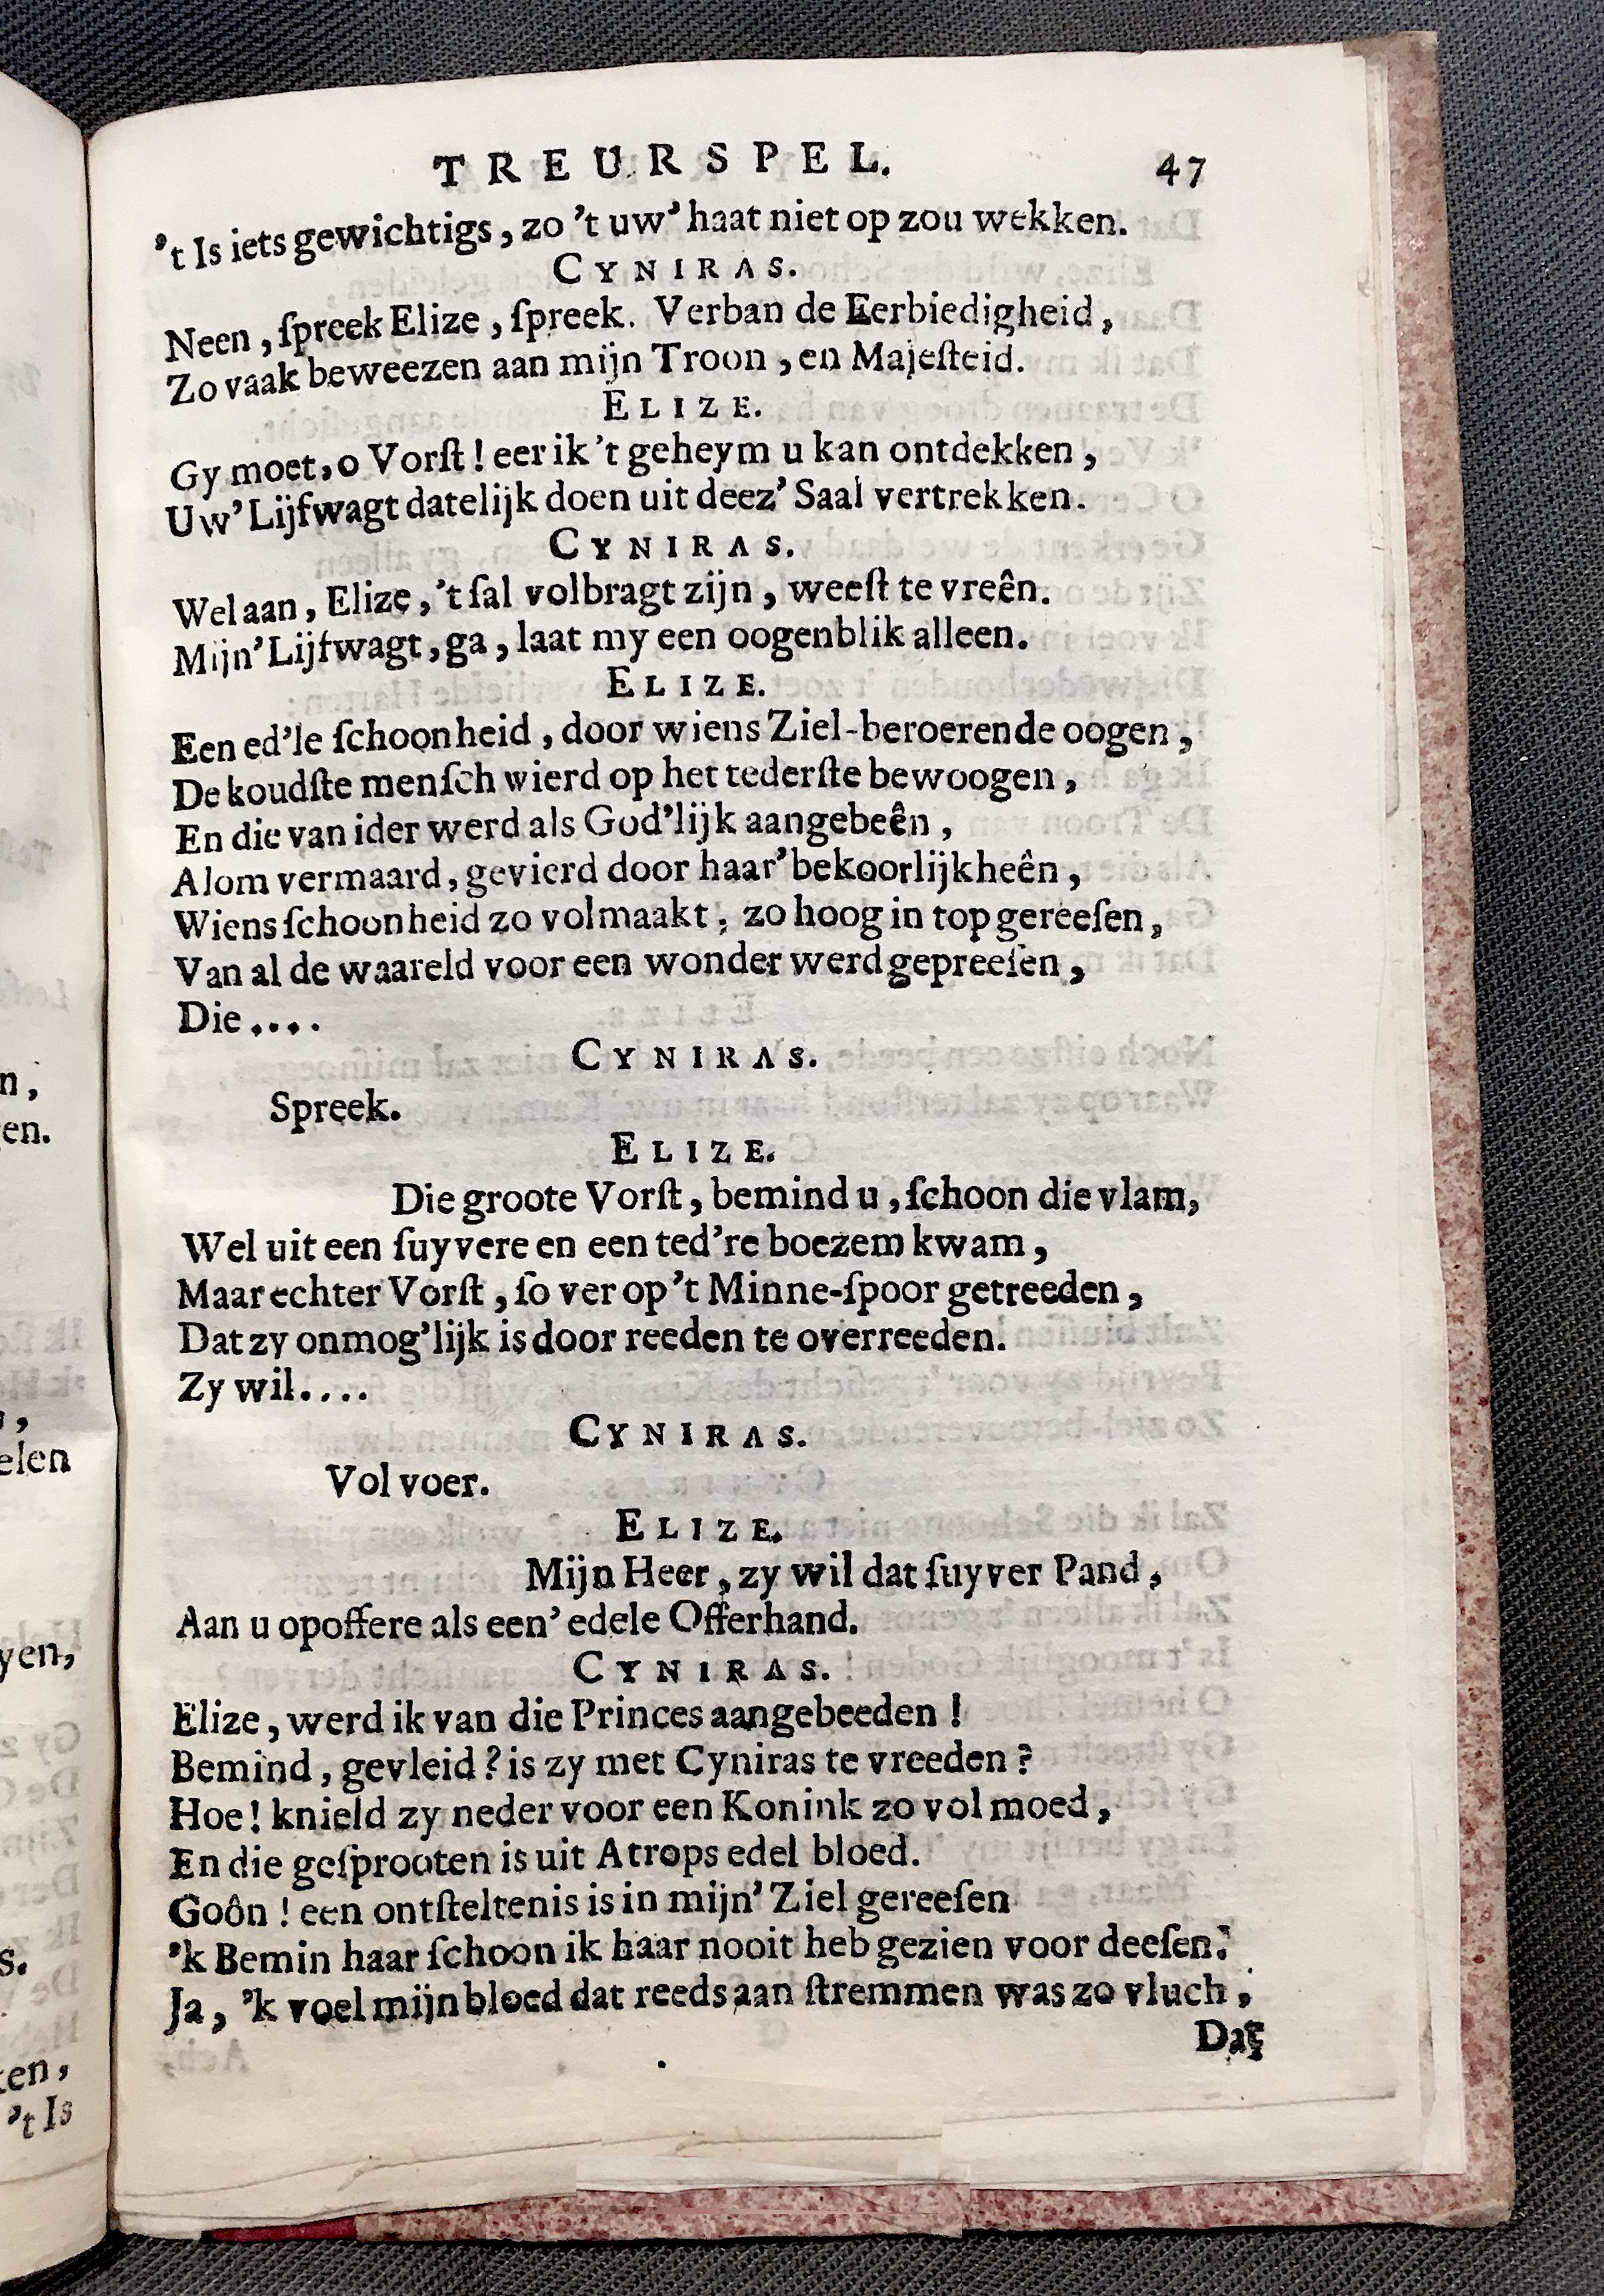 TREURSPEL. 47
't Is iets gewichtigs, zo 't uw' haat niet op zou wekken.
CYNIRAS.
Neen, ſpreek Elize, ſpreek. Verban de Eerbiedigheid,
Zo vaak beweezen aan mijn Troon, en Majeſteid.
ELIZE.
Gy moet, o Vorſt! eer ik 't geheym u kan ontdekken,
Uw' Lijfwagt datelijk doen uit deez' Saal vertrekken.
CYNIRAS.
Wel aan, Elize, 't ſal volbragt zijn, weeſt te vreên.
Mijn' Lijfwagt, ga, laat my een oogenblik alleen.
ELIZE.
Een ed'le ſchoonheid, door wiens Ziel-beroerende oogen,
De koudſte menſch wierd op het tederſte bewoogen,
En die van ider werd als God'lijk aangebeên,
Alom vermaard, gevierd door haar' bekoorlijkheên,
Wiens ſchoonheid zo volmaakt, zo hoog in top gereeſen,
Van al de waareld voor een wonder werd gepreeſen,
Die....
CYNIRAS.
Spreek.
ELIZE.
Die groote Vorſt, bemind u, ſchoon die vlam,
Wel uit een ſuyvere en een ted're boezem kwam,
Maar echter Vorſt, ſo ver op 't Minne-ſpoor getreeden,
Dat zy onmog'lijk is door reeden te overreeden.
Zy wil....
CYNIRAS.
Vol voer.
ELIZE.
Mijn Heer, zy wil dat ſuyver Pand,
Aan u opoffere als een' edele Offerhand.
CYNIRAS.
Elize, werd ik van die Princes aangebeeden!
Bemind, gevleid? is zy met Cyniras te vreeden?
Hoe! knield zy neder voor een Konink zo vol moed,
En die geſprooten is uit Atrops edel bloed.
Goôn! een ontſteltenis is in mijn' Ziel gereeſen
'k Bemin haar ſchoon ik haar nooit heb gezien voor deeſen.
Ja, 'k voel mijn bloed dat reeds aan ſtremmen was zo vluch,
Dat
n,
en.
elen
yen,
s.
ken,
't Is